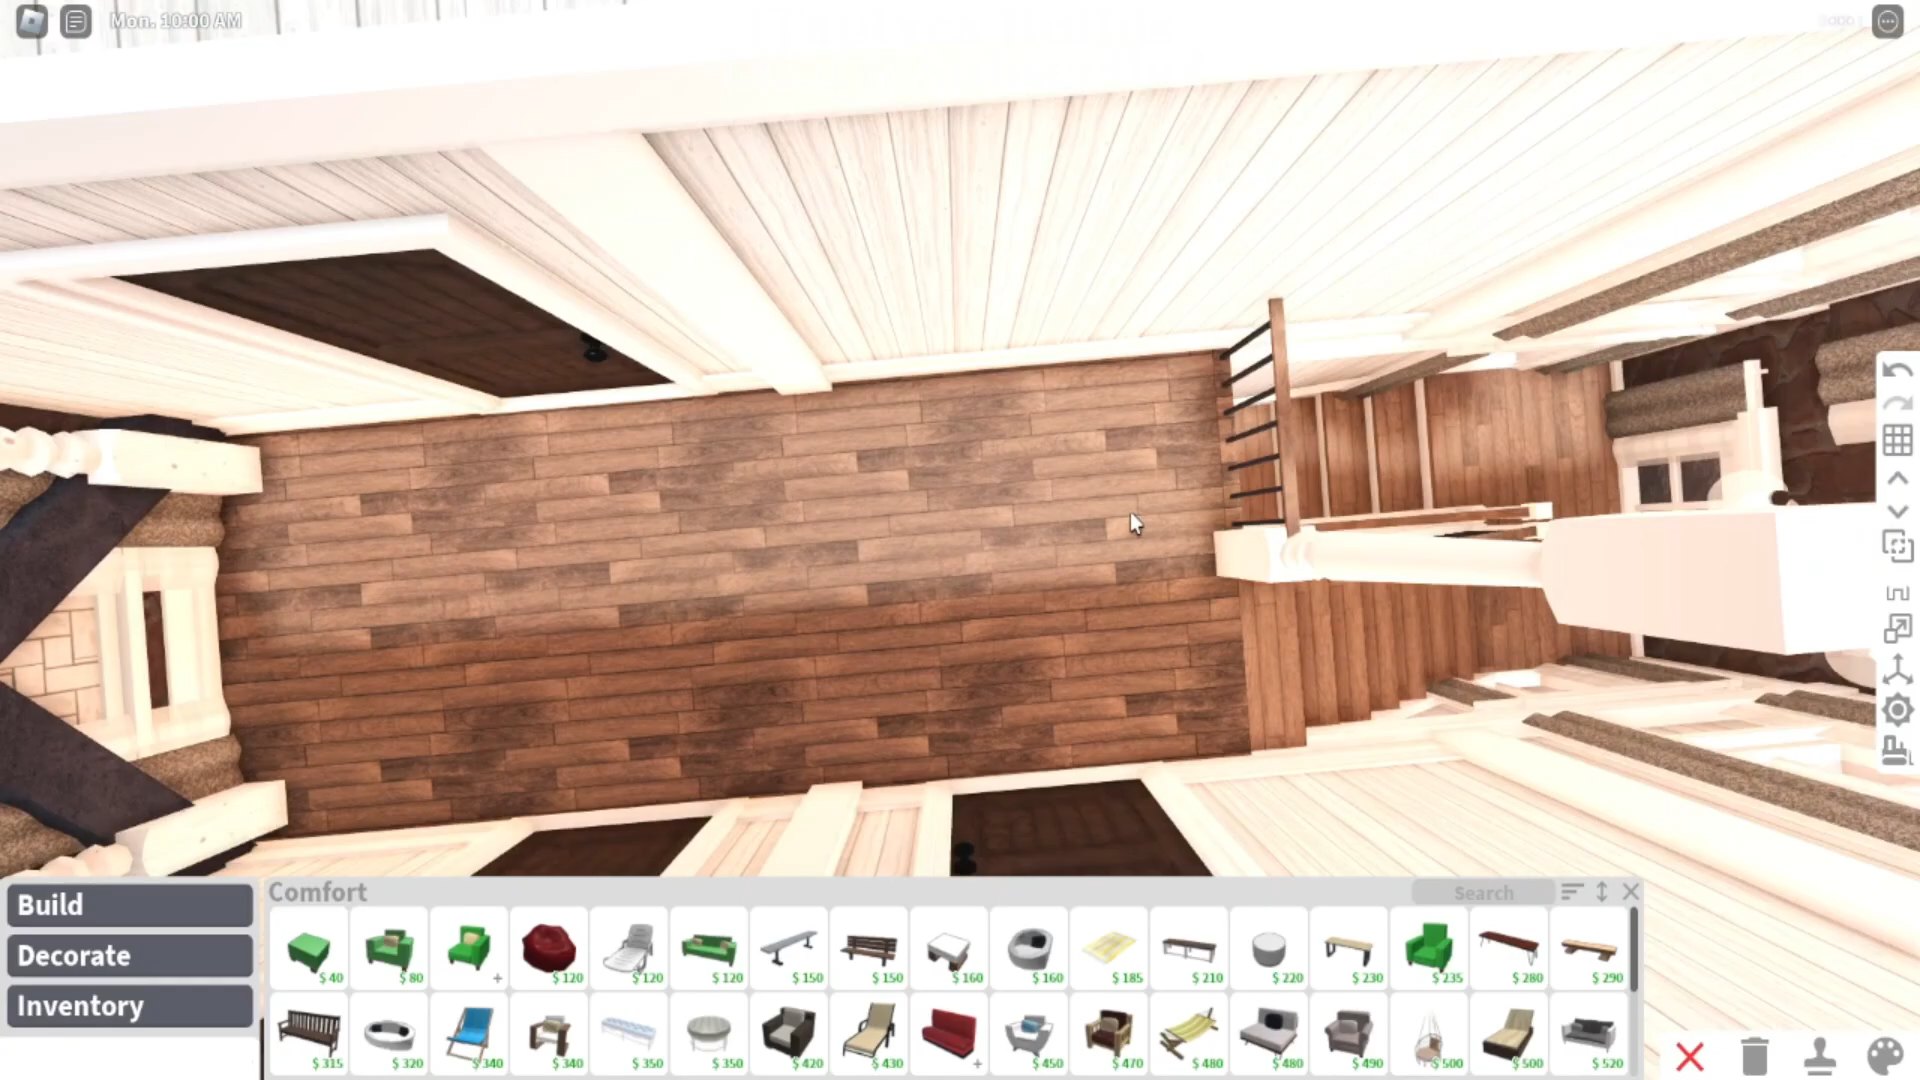 Mon. 10:00 AM
Build
Decorate
Inventory
Comfort
Search
$ 40 $ 80 + $ 120 $ 120 $ 120 $ 150 $ 150 $ 160 $ 160 $ 185 $ 210 $ 220 $ 230 $ 235 $ 280 $ 290
$ 315 $ 320 $ 340 $ 340 $ 350 $ 350 $ 420 $ 430 + $ 450 $ 470 $ 480 $ 480 $ 490 $ 500 $ 500 $ 520